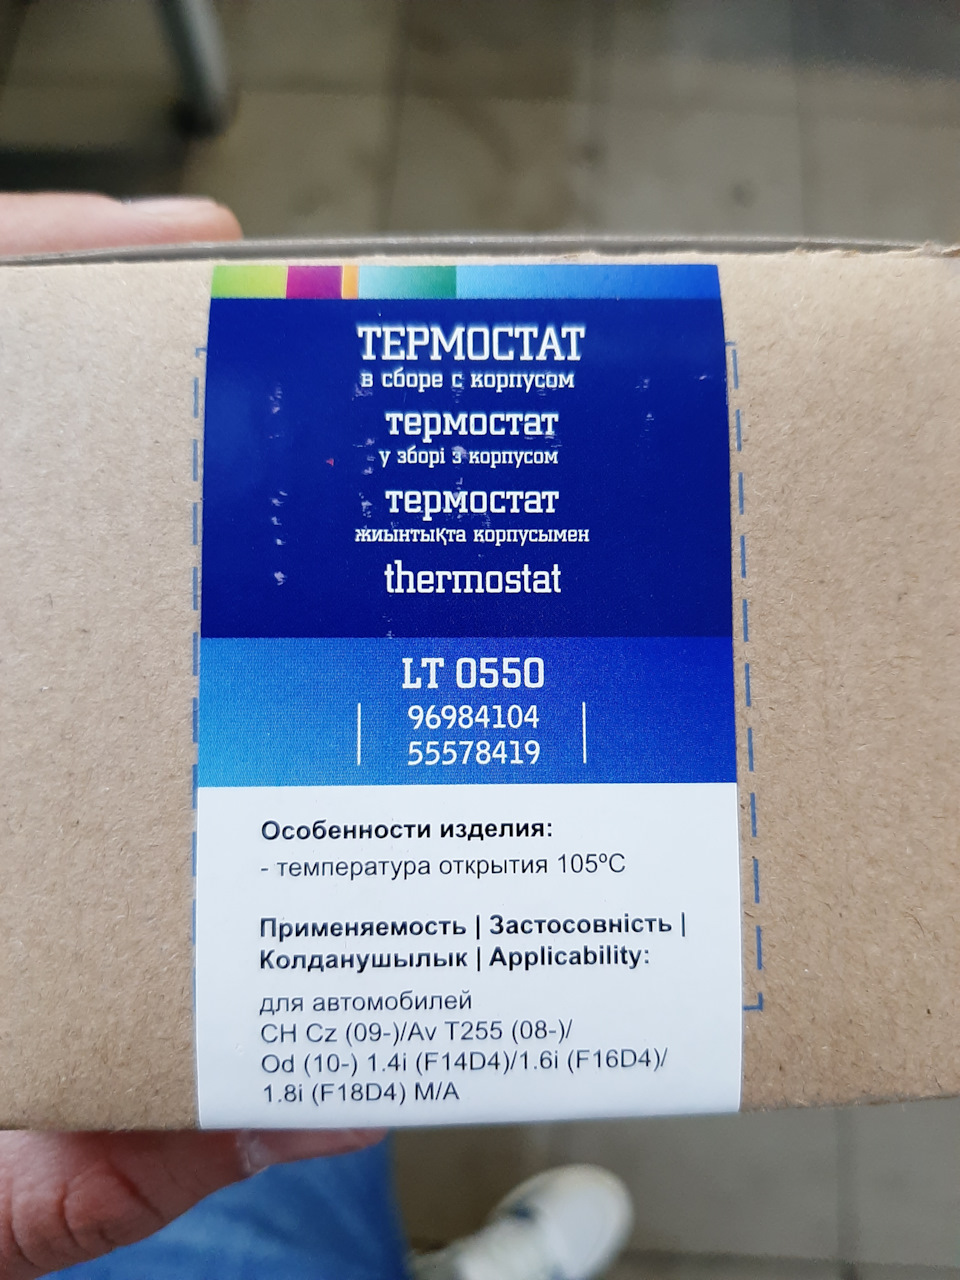 ТЕРМОСТАТ
в сборе с корпусом
термостат
у зборі з корпусом
термостат
жиынтықта корпусымен
thermostat
LT 0550
96984104
55578419
Особенности изделия:
- температура открытия 105ºC
Применяемость | Застосовність |
Колданушылык | Applicability:
для автомобилей
CH Cz (09-)/Av T255 (08-)/
Od (10-) 1.4i (F14D4)/1.6i (F16D4)/
1.8i (F18D4) M/A